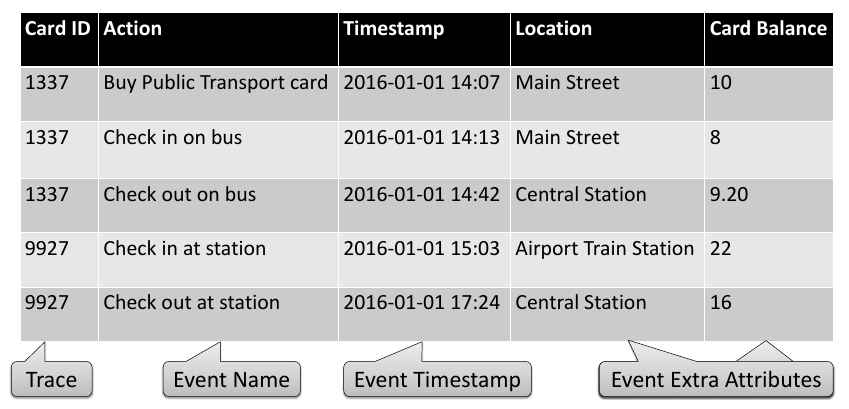 Card ID Action Timestamp Location Card Balance
1337 Buy Public Transport card 2016-01-01 14:07 Main Street 10
1337 Check in on bus 2016-01-01 14:13 Main Street 8
1337 Check out on bus 2016-01-01 14:42 Central Station 9.20
9927 Check in at station 2016-01-01 15:03 Airport Train Station 22
9927 Check out at station 2016-01-01 17:24 Central Station 16
Trace Event Name Event Timestamp Event Extra Attributes